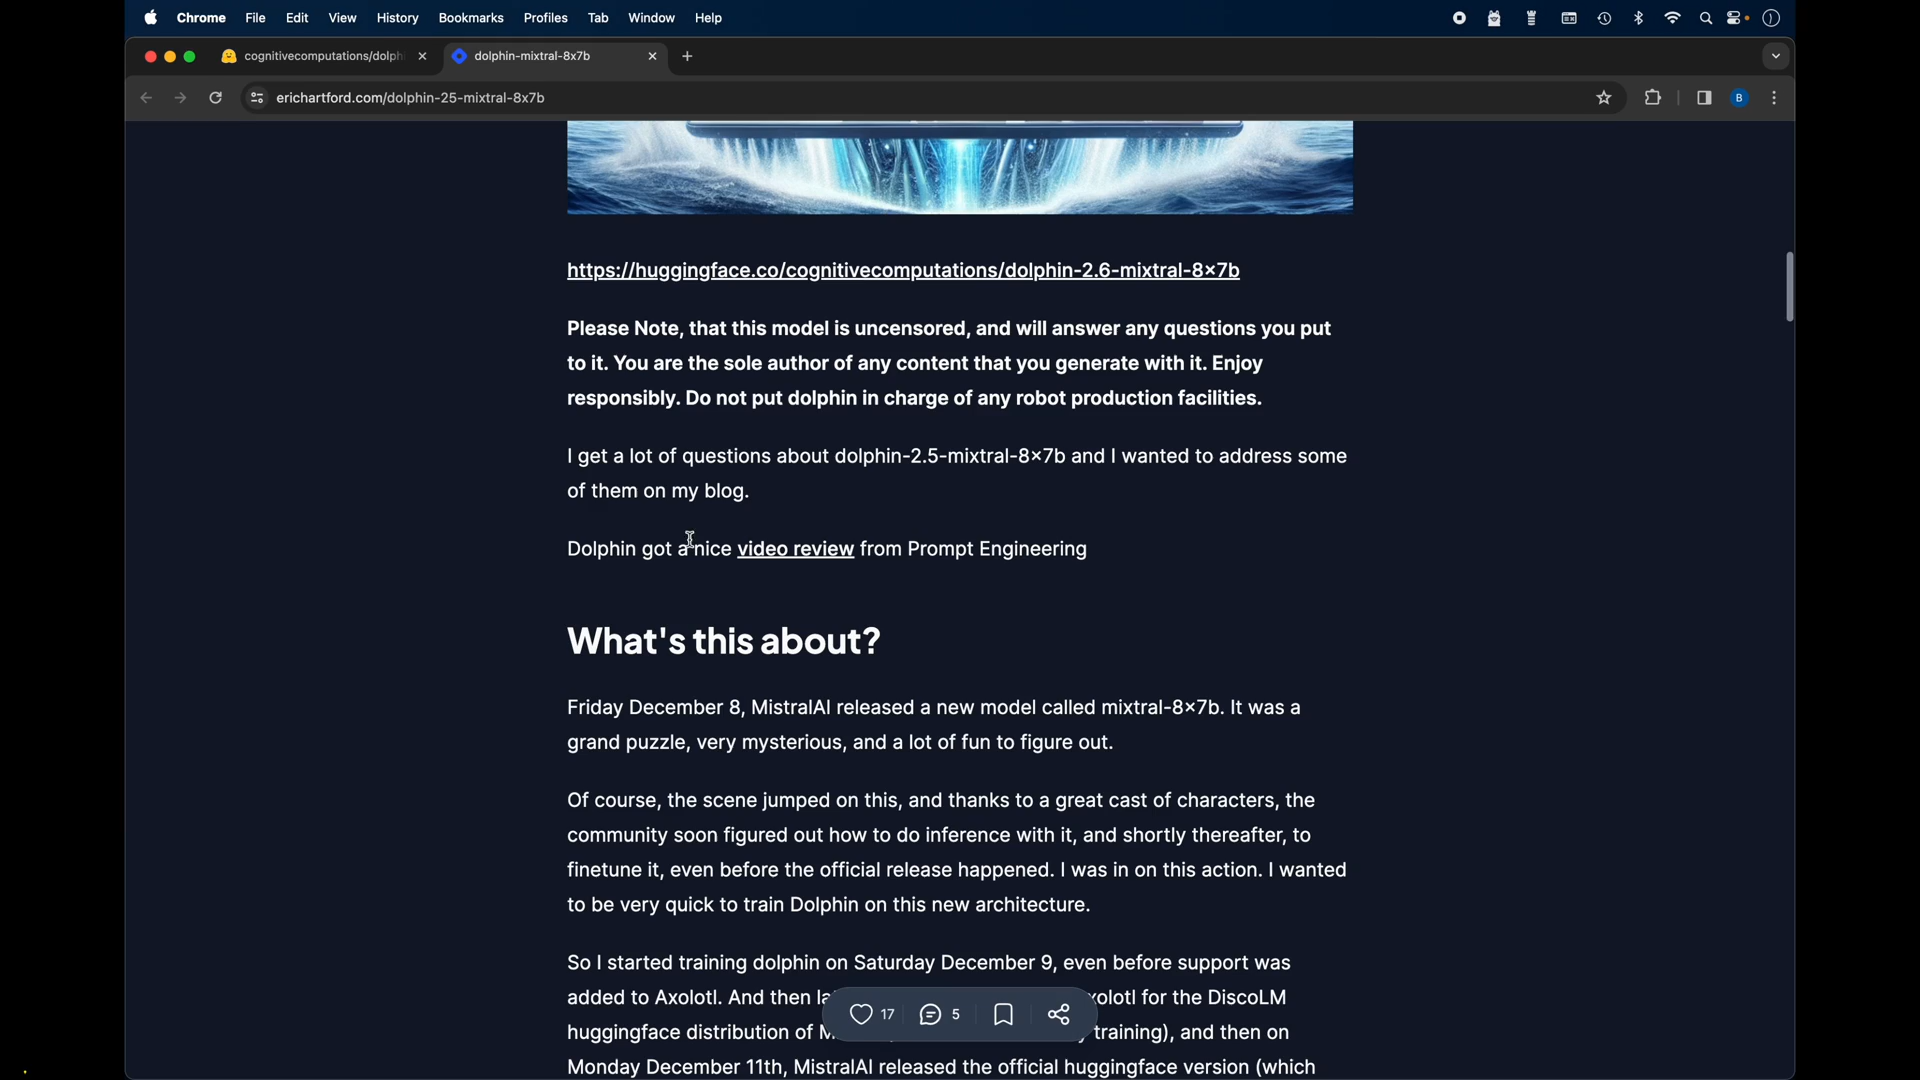 Chrome File Edit View History Bookmarks Profiles Tab Window Help
cognitivecomputations/dolph
dolphin-mixtral-8x7b
erichartford.com/dolphin-25-mixtral-8x7b
B
https://huggingface.co/cognitivecomputations/dolphin-2.6-mixtral-8x7b
Please Note, that this model is uncensored, and will answer any questions you put
to it. You are the sole author of any content that you generate with it. Enjoy
responsibly. Do not put dolphin in charge of any robot production facilities.
I get a lot of questions about dolphin-2.5-mixtral-8x7b and I wanted to address some
of them on my blog.
Dolphin got a nice video review from Prompt Engineering
What's this about?
Friday December 8, MistralAI released a new model called mixtral-8x7b. It was a
grand puzzle, very mysterious, and a lot of fun to figure out.
Of course, the scene jumped on this, and thanks to a great cast of characters, the
community soon figured out how to do inference with it, and shortly thereafter, to
finetune it, even before the official release happened. I was in on this action. I wanted
to be very quick to train Dolphin on this new architecture.
So I started training dolphin on Saturday December 9, even before support was
added to Axolotl. And then xolotl for the DiscoLM
huggingface distribution of training), and then on
17 5
Monday December 11th, MistralAI released the official huggingface version (which